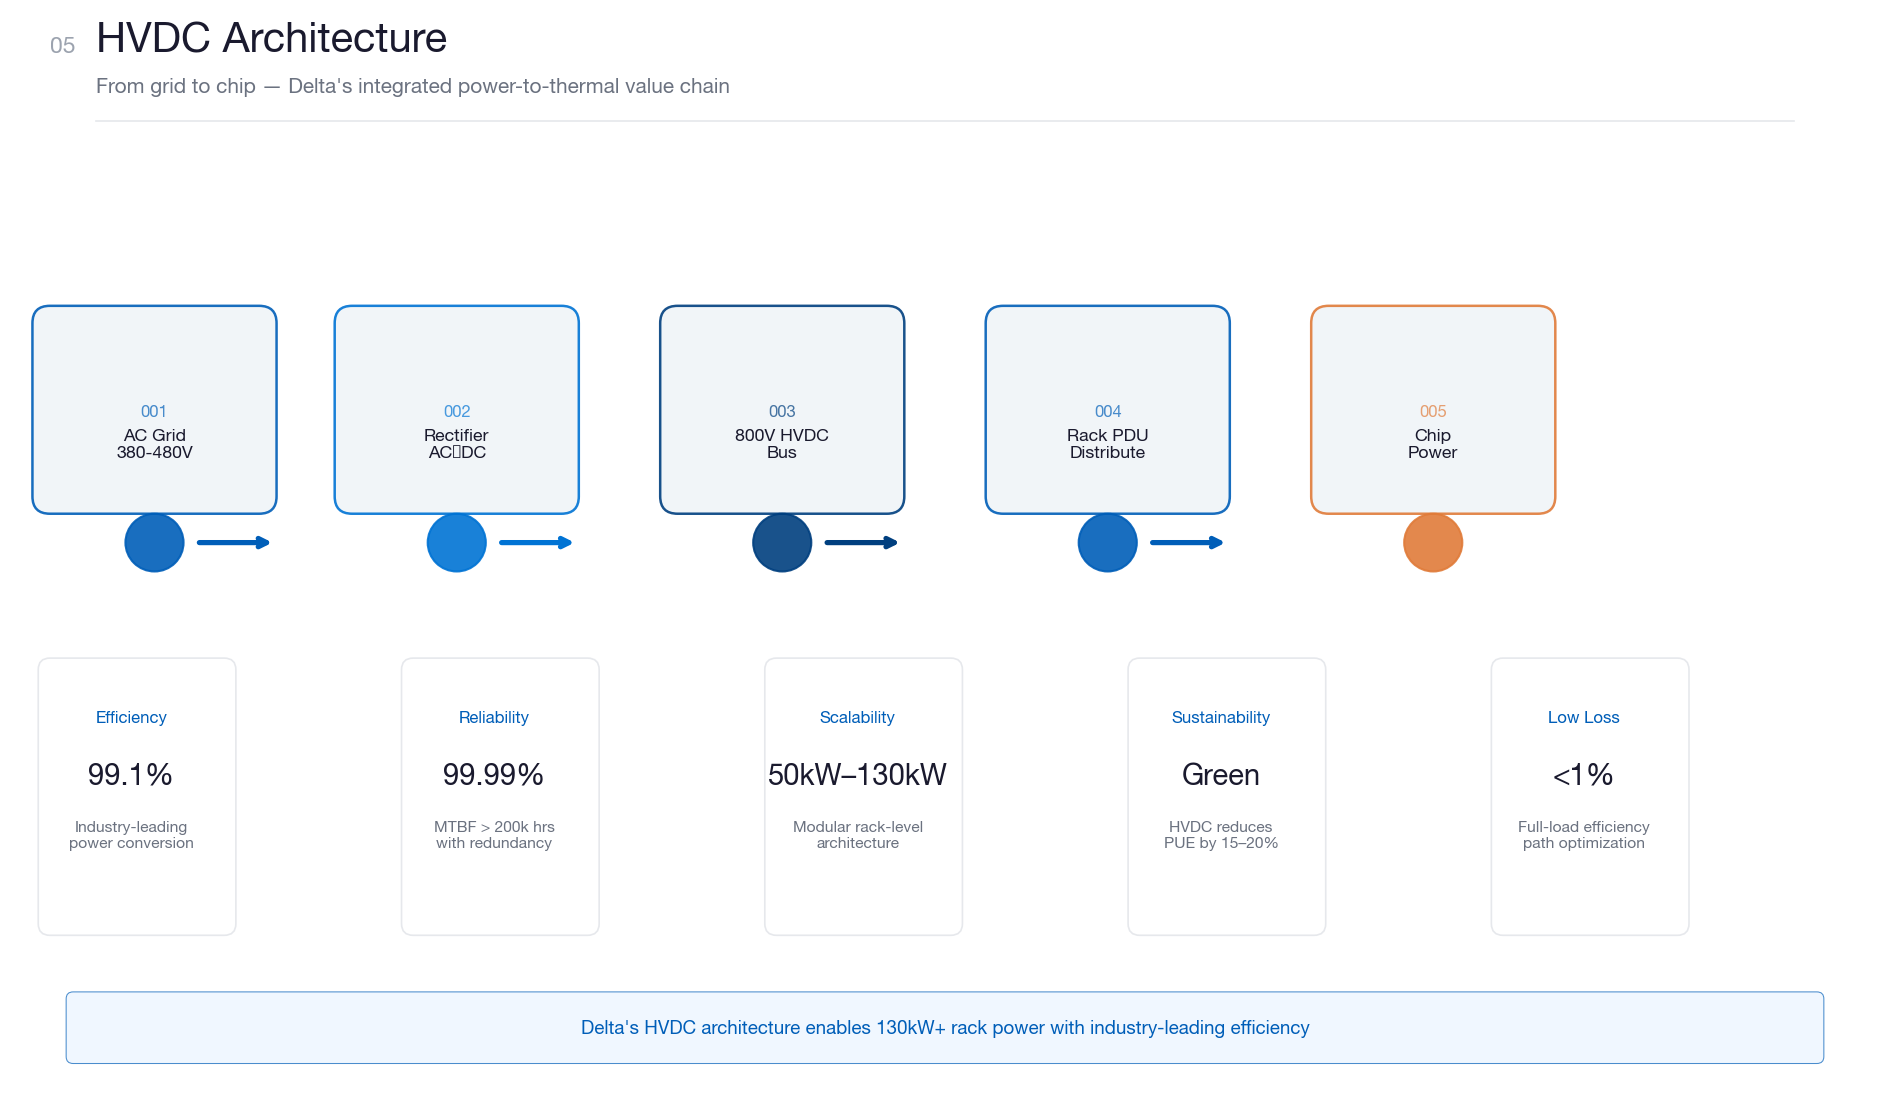 05
HVDC Architecture
From grid to chip — Delta's integrated power-to-thermal value chain
001
AC Grid
380-480V
002
Rectifier
AC▯DC
003
800V HVDC
Bus
004
Rack PDU
Distribute
005
Chip
Power
Efficiency
99.1%
Industry-leading
power conversion
Reliability
99.99%
MTBF > 200k hrs
with redundancy
Scalability
50kW–130kW
Modular rack-level
architecture
Sustainability
Green
HVDC reduces
PUE by 15–20%
Low Loss
<1%
Full-load efficiency
path optimization
Delta's HVDC architecture enables 130kW+ rack power with industry-leading efficiency